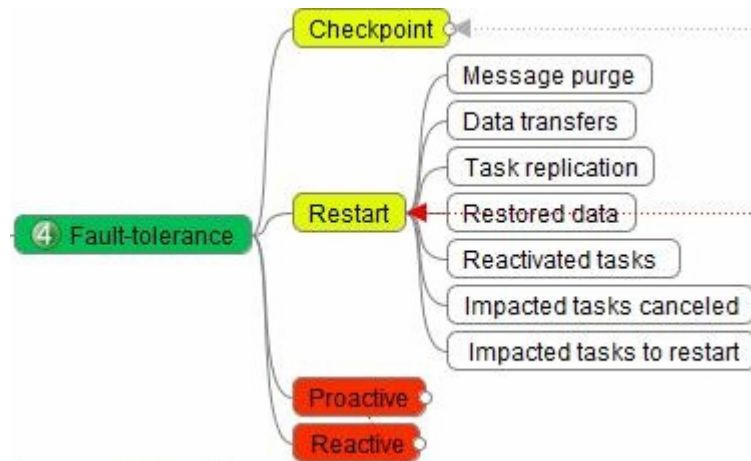 Checkpoint
Message purge
Data transfers
Task replication
Restart
Restored data
4 Fault-tolerance
Reactivated tasks
Impacted tasks canceled
Impacted tasks to restart
Proactive
Reactive